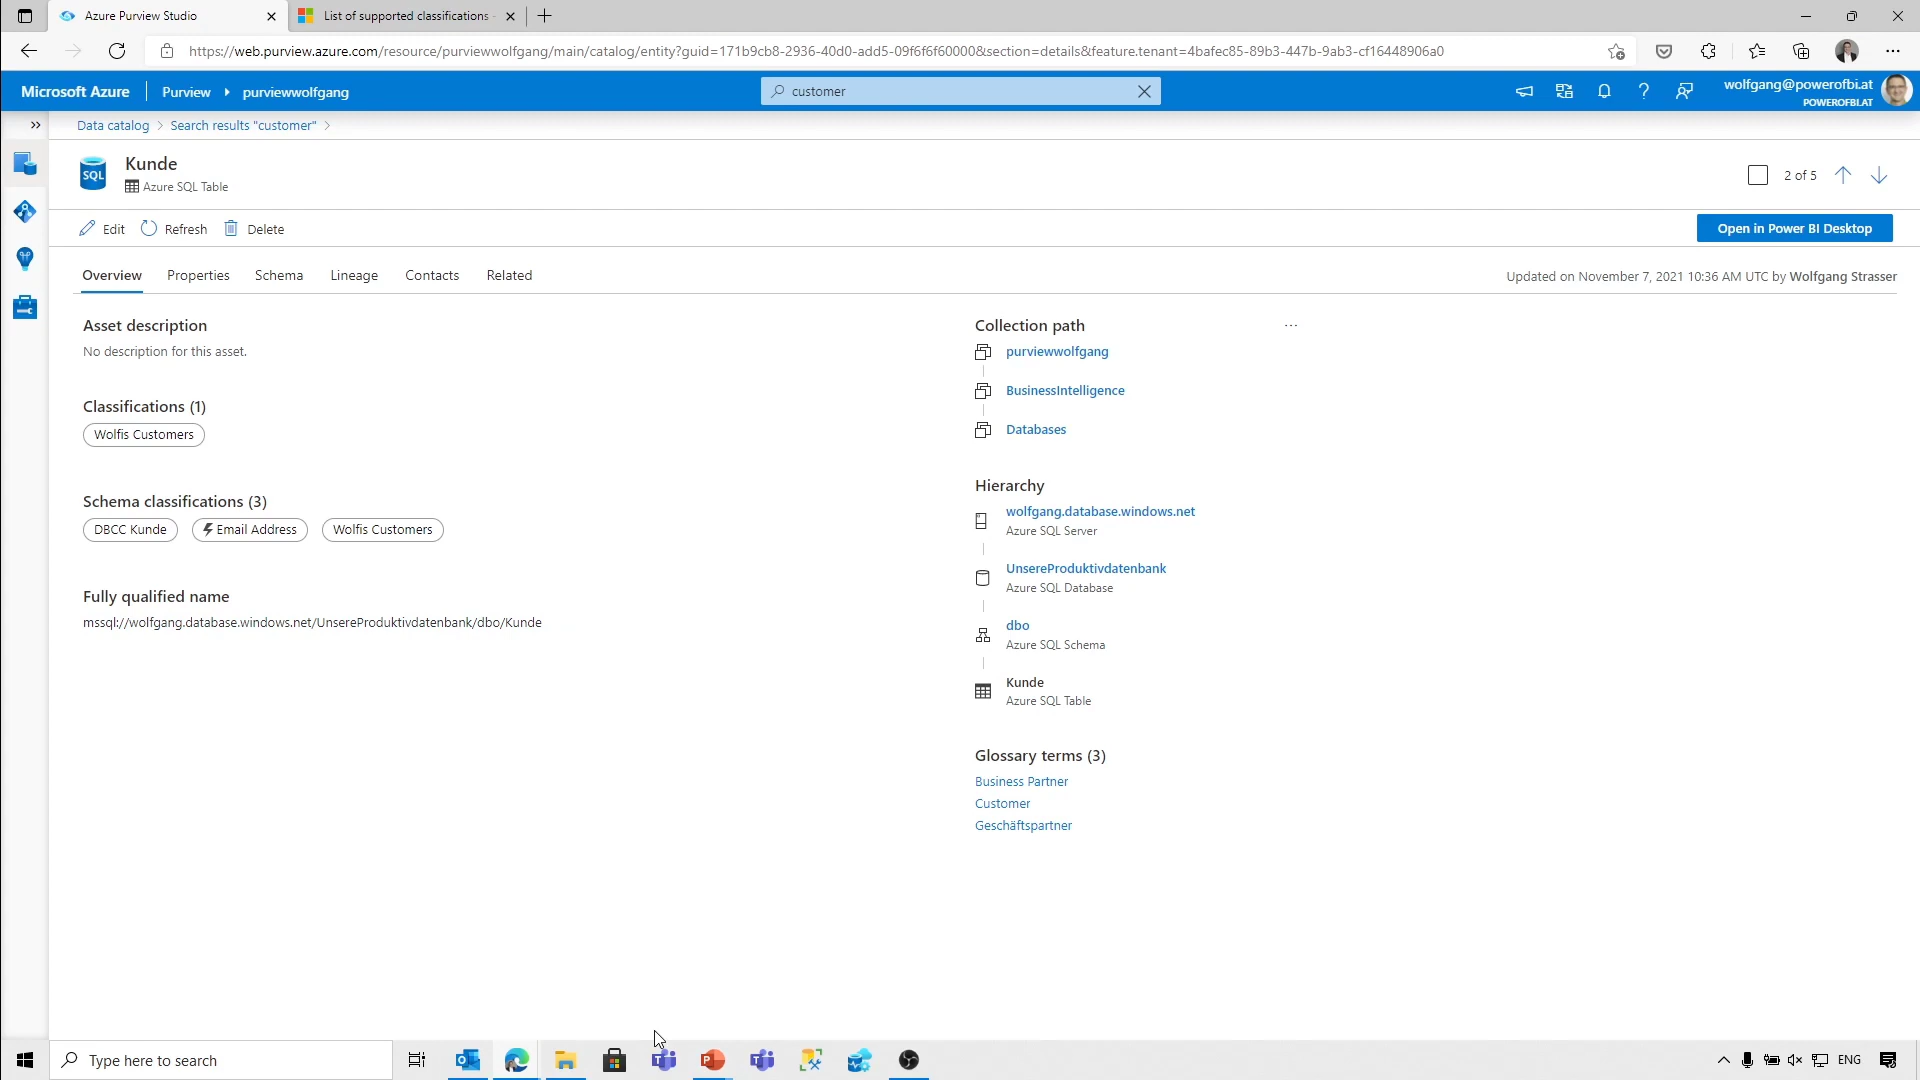 Azure Purview Studio
List of supported classifications -
https://web.purview.azure.com/resource/purviewwolfgang/main/catalog/entity?guid=171b9cb8-2936-40d0-add5-09f6f6f60000&section=details&feature.tenant=4bafec85-89b3-447b-9ab3-cf16448906a0
Microsoft Azure
Purview
purviewwolfgang
customer
wolfgang@powerofbi.at
POWEROFBI.AT
Data catalog
Search results "customer"
SQL
Kunde
Azure SQL Table
2 of 5
Edit
Refresh
Delete
Open in Power BI Desktop
Overview
Properties
Schema
Lineage
Contacts
Related
Updated on November 7, 2021 10:36 AM UTC by Wolfgang Strasser
Asset description
No description for this asset.
Classifications (1)
Wolfis Customers
Schema classifications (3)
DBCC Kunde
Email Address
Wolfis Customers
Fully qualified name
mssql://wolfgang.database.windows.net/UnsereProduktivdatenbank/dbo/Kunde
Collection path
purviewwolfgang
BusinessIntelligence
Databases
Hierarchy
wolfgang.database.windows.net
Azure SQL Server
UnsereProduktivdatenbank
Azure SQL Database
dbo
Azure SQL Schema
Kunde
Azure SQL Table
Glossary terms (3)
Business Partner
Customer
Geschäftspartner
Type here to search
ENG